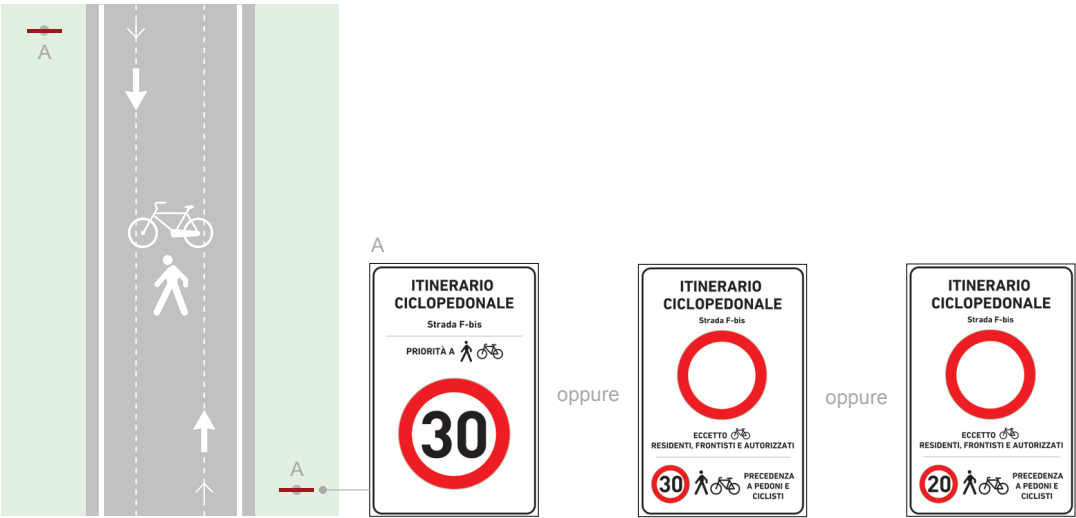 A
A
A
ITINERARIO
CICLOPEDONALE
Strada F-bis
PRIORITÀ A
30
oppure
ITINERARIO
CICLOPEDONALE
Strada F-bis
ECCETTO
RESIDENTI, FRONTISTI E AUTORIZZATI
30
PRECEDENZA
A PEDONI E
CICLISTI
oppure
ITINERARIO
CICLOPEDONALE
Strada F-bis
ECCETTO
RESIDENTI, FRONTISTI E AUTORIZZATI
20
PRECEDENZA
A PEDONI E
CICLISTI